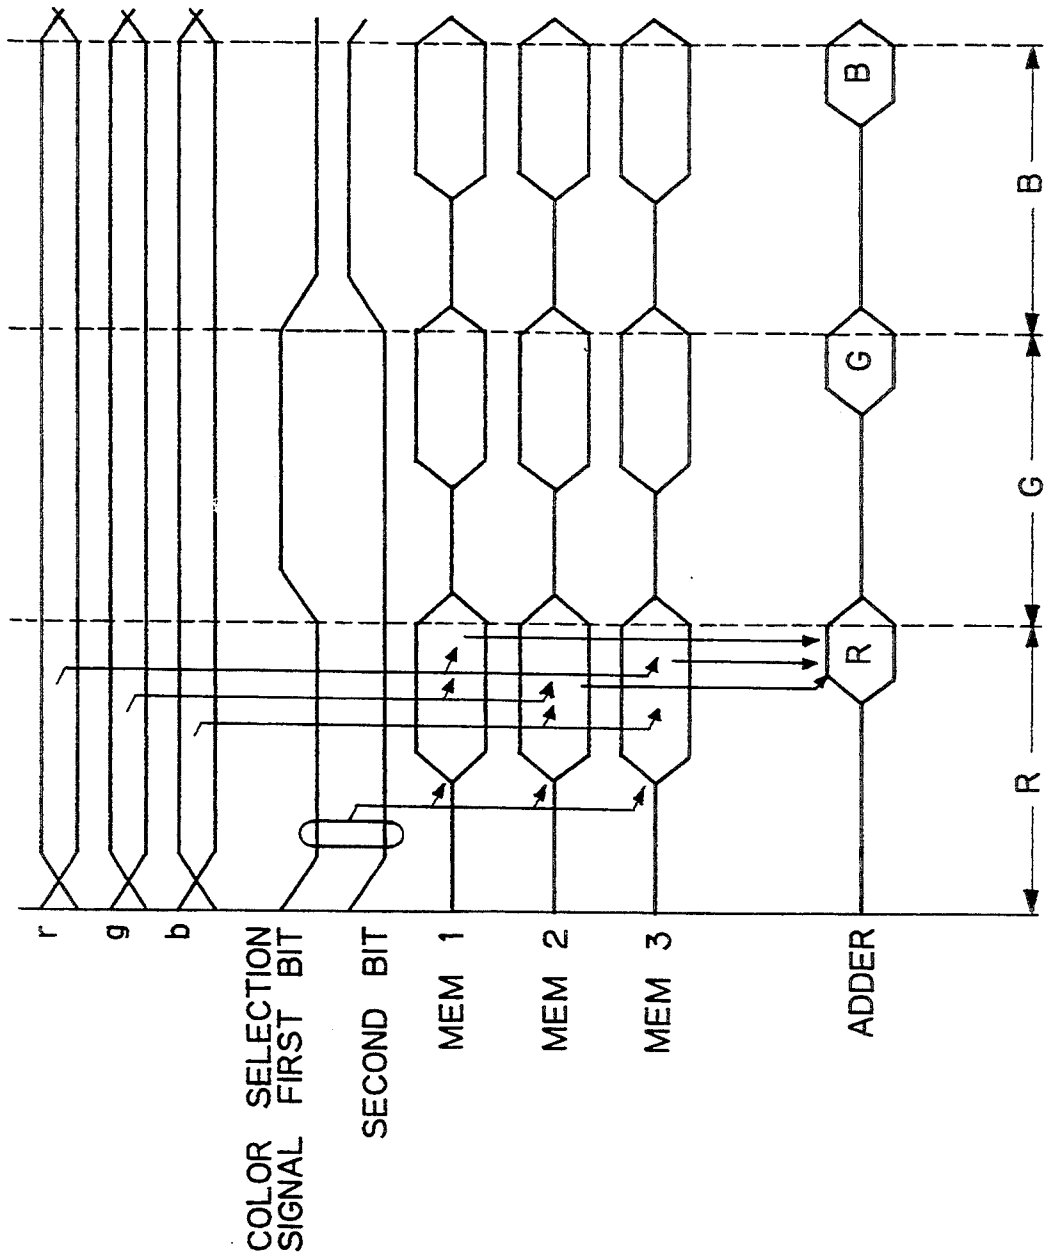 r
g
b
COLOR SELECTION
SIGNAL FIRST BIT
SECOND BIT
MEM 1
MEM 2
MEM 3
ADDER
R
G
B
R
G
B